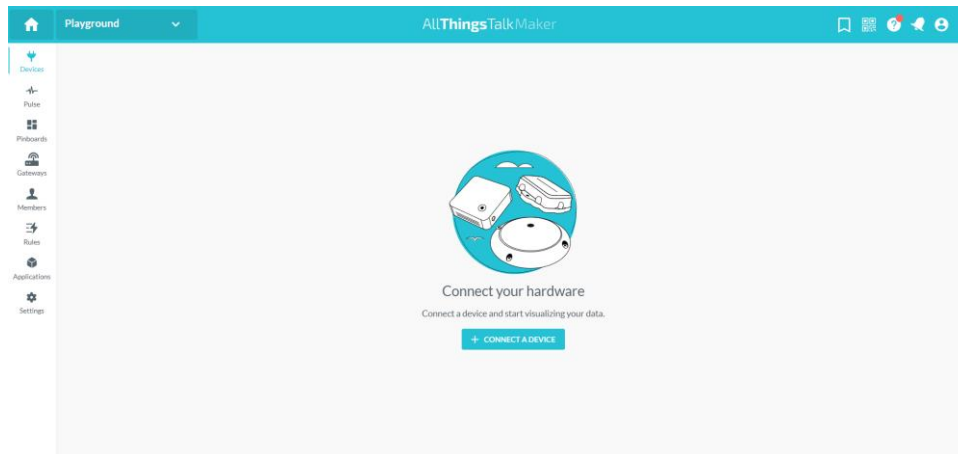 Playground
AllThingsTalkMaker
Devices
Pulse
Pinboards
Gateways
Members
Rules
Applications
Settings
Connect your hardware
Connect a device and start visualizing your data.
+ CONNECT A DEVICE